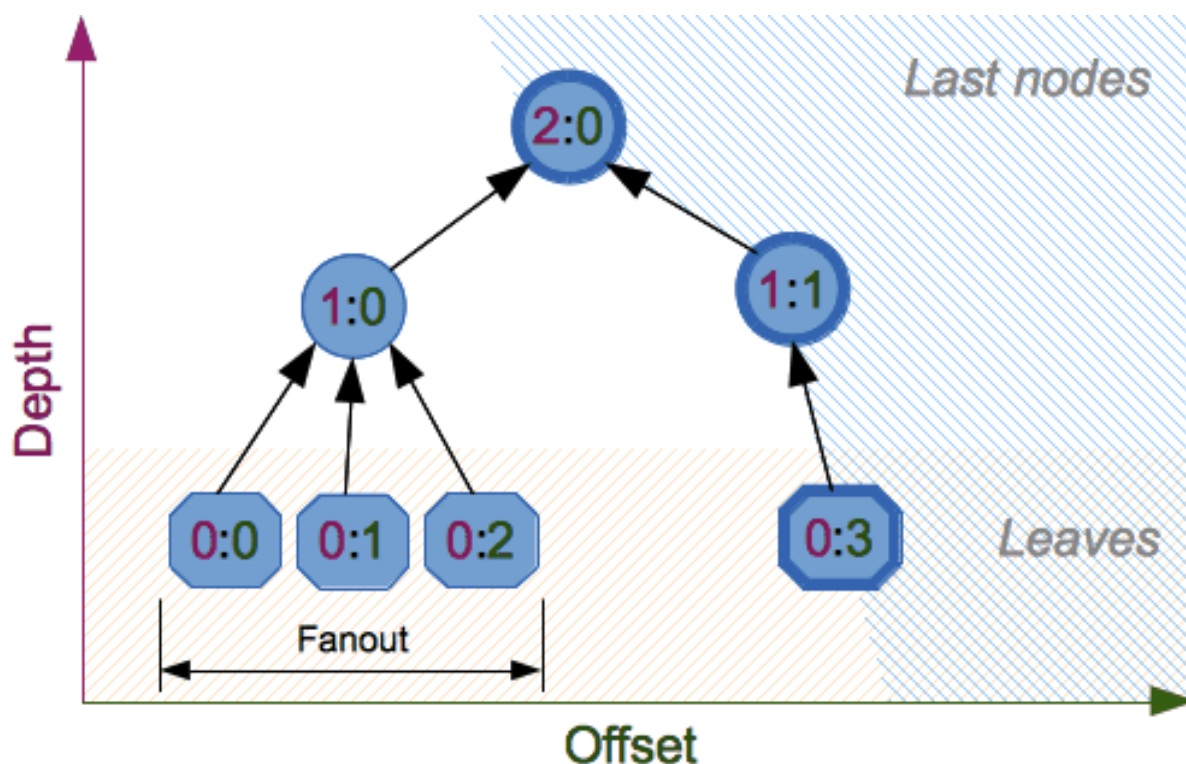 Last nodes
2:0
1:0
1:1
Depth
0:0 0:1 0:2 0:3
Leaves
Fanout
Offset